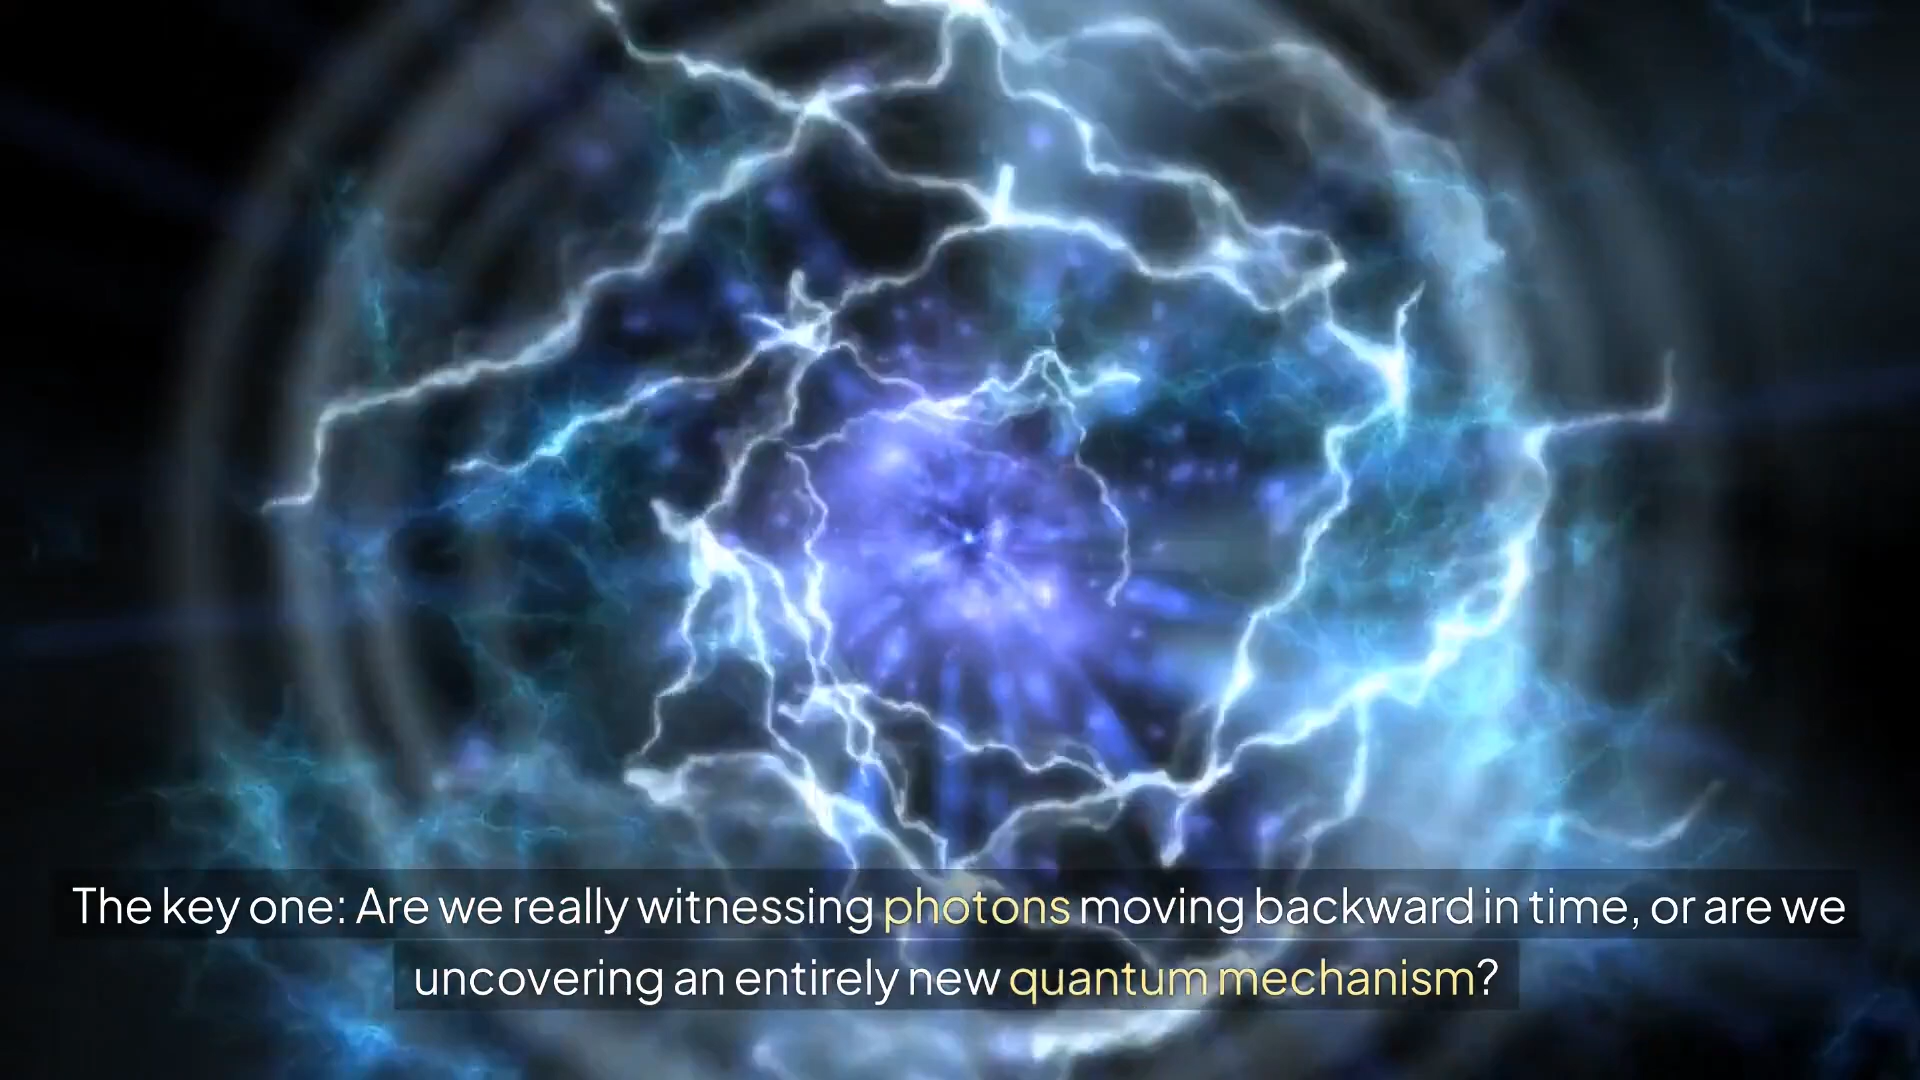 The key one: Are we really witnessing photons moving backward in time, or are we
uncovering an entirely new quantum mechanism?